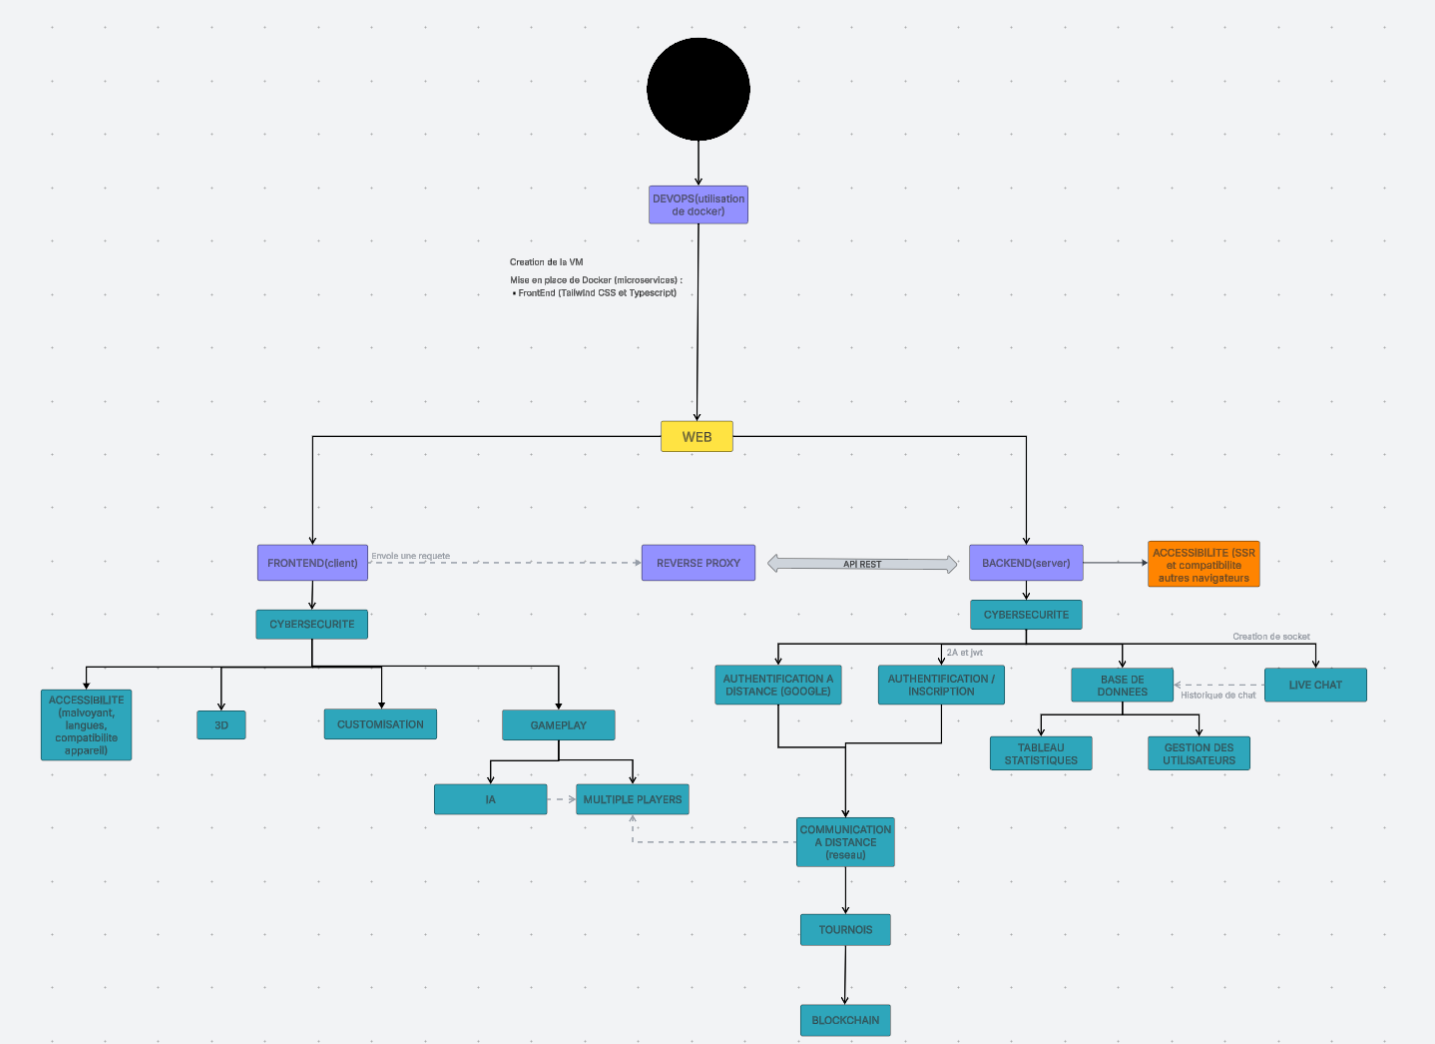 DEVOPS(utilisation
de docker)
Creation de la VM
Mise en place de Docker (microservices) :
• FrontEnd (Tailwind CSS et Typescript)
WEB
FRONTEND(client)
Envoie une requete
REVERSE PROXY
API REST
BACKEND(server)
ACCESSIBILITE (SSR
et compatibilite
autres navigateurs
CYBERSECURITE
CYBERSECURITE
Creation de socket
2A et jwt
ACCESSIBILITE
(malvoyant,
langues,
compatibilite
appareil)
3D
CUSTOMISATION
GAMEPLAY
AUTHENTIFICATION A
DISTANCE (GOOGLE)
AUTHENTIFICATION /
INSCRIPTION
BASE DE
DONNEES
Historique de chat
LIVE CHAT
TABLEAU
STATISTIQUES
GESTION DES
UTILISATEURS
IA
MULTIPLE PLAYERS
COMMUNICATION
A DISTANCE
(reseau)
TOURNOIS
BLOCKCHAIN